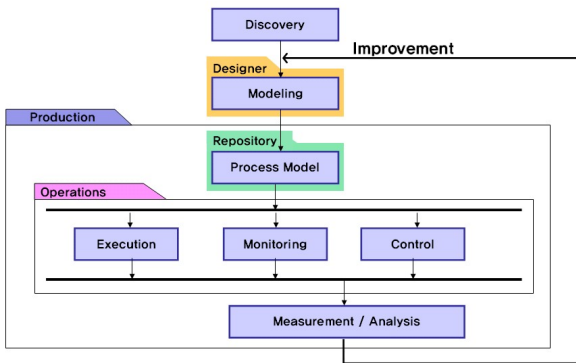 Discovery
Improvement
Designer
Modeling
Production
Repository
Process Model
Operations
Execution
Monitoring
Control
Measurement / Analysis